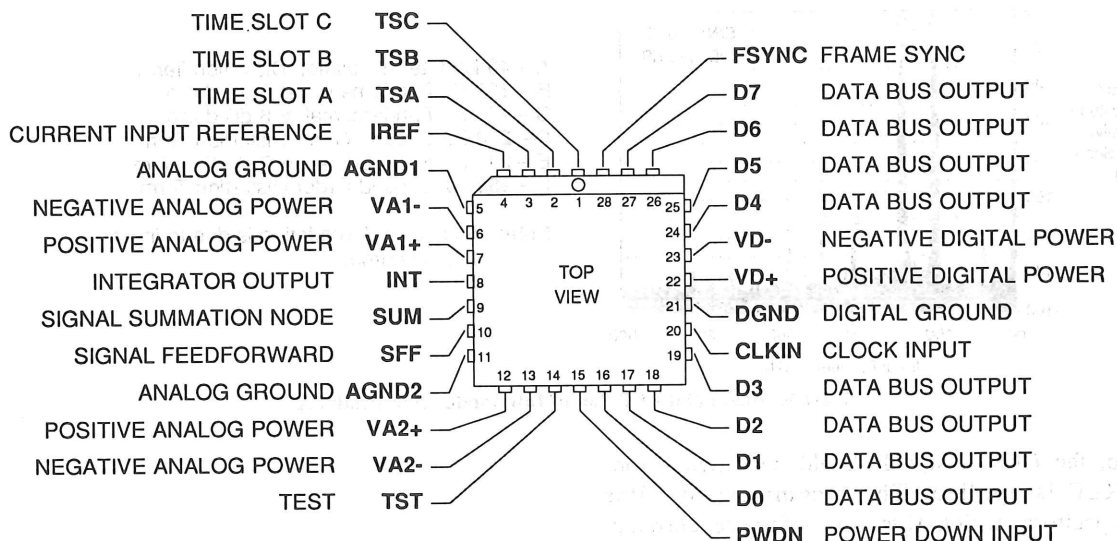 TIME SLOT C TSC
TIME SLOT B TSB
TIME SLOT A TSA
CURRENT INPUT REFERENCE IREF
ANALOG GROUND AGND1
NEGATIVE ANALOG POWER VA1-
POSITIVE ANALOG POWER VA1+
INTEGRATOR OUTPUT INT
SIGNAL SUMMATION NODE SUM
SIGNAL FEEDFORWARD SFF
ANALOG GROUND AGND2
POSITIVE ANALOG POWER VA2+
NEGATIVE ANALOG POWER VA2-
TEST TST
4 3 2 1 28 27 26
5
6
7
8
9
10
11
TOP
VIEW
25
24
23
22
21
20
19
12 13 14 15 16 17 18
FSYNC FRAME SYNC
D7 DATA BUS OUTPUT
D6 DATA BUS OUTPUT
D5 DATA BUS OUTPUT
D4 DATA BUS OUTPUT
VD- NEGATIVE DIGITAL POWER
VD+ POSITIVE DIGITAL POWER
DGND DIGITAL GROUND
CLKIN CLOCK INPUT
D3 DATA BUS OUTPUT
D2 DATA BUS OUTPUT
D1 DATA BUS OUTPUT
D0 DATA BUS OUTPUT
PWDN POWER DOWN INPUT